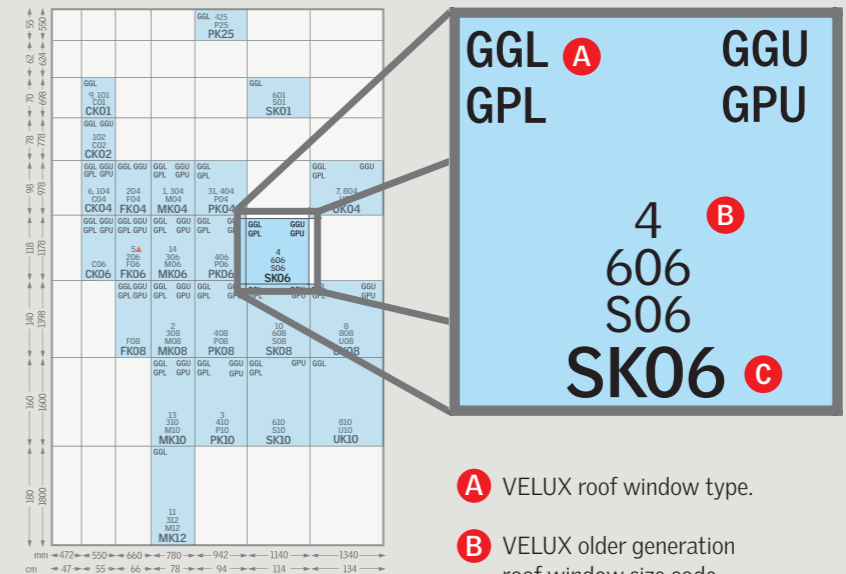 55 550
GGL 425
P25
PK25
62 624
70 698
GGL
9, 101
C01
CK01
GGL
601
S01
SK01
78 778
GGL GGU
102
C02
CK02
98 978
GGL GGU
GPL GPU
6, 104
C04
CK04
GGL GGU
204
F04
FK04
GGL GGU
GPL GPU
1, 304
M04
MK04
GGL
GPL
31, 404
P04
PK04
GGL GGU
GPL
7, 804
UK04
118 1178
GGL GGU
GPL GPU
C06
CK06
GGL GGU
GPL GPU
5
206
F06
FK06
GGL GGU
GPL GPU
14
306
M06
MK06
GGL
GPL
406
P06
PK06
GGL GGU
GPL GPU
4
606
S06
SK06
140 1398
GGL GGU
GPL GPU
F08
FK08
GGL GGU
GPL GPU
2
308
M08
MK08
GGL
GPL
408
P08
PK08
GPL GPU
10
608
S08
SK08
GGU
GPU
8
808
U08
UK08
160 1600
GGL GGU
GPL GPU
13
310
M10
MK10
GGL GGU
GPL GPU
3
410
P10
PK10
GGL GPU
GPL
610
S10
SK10
GGL
810
U10
UK10
180 1800
GGL
11
312
M12
MK12
mm 472 550 660 780 942 1140 1340
cm 47 55 66 78 94 114 134
GGL A GGU
GPL GPU
4 B
606
S06
SK06 C
A VELUX roof window type.
B VELUX older generation
roof window size code